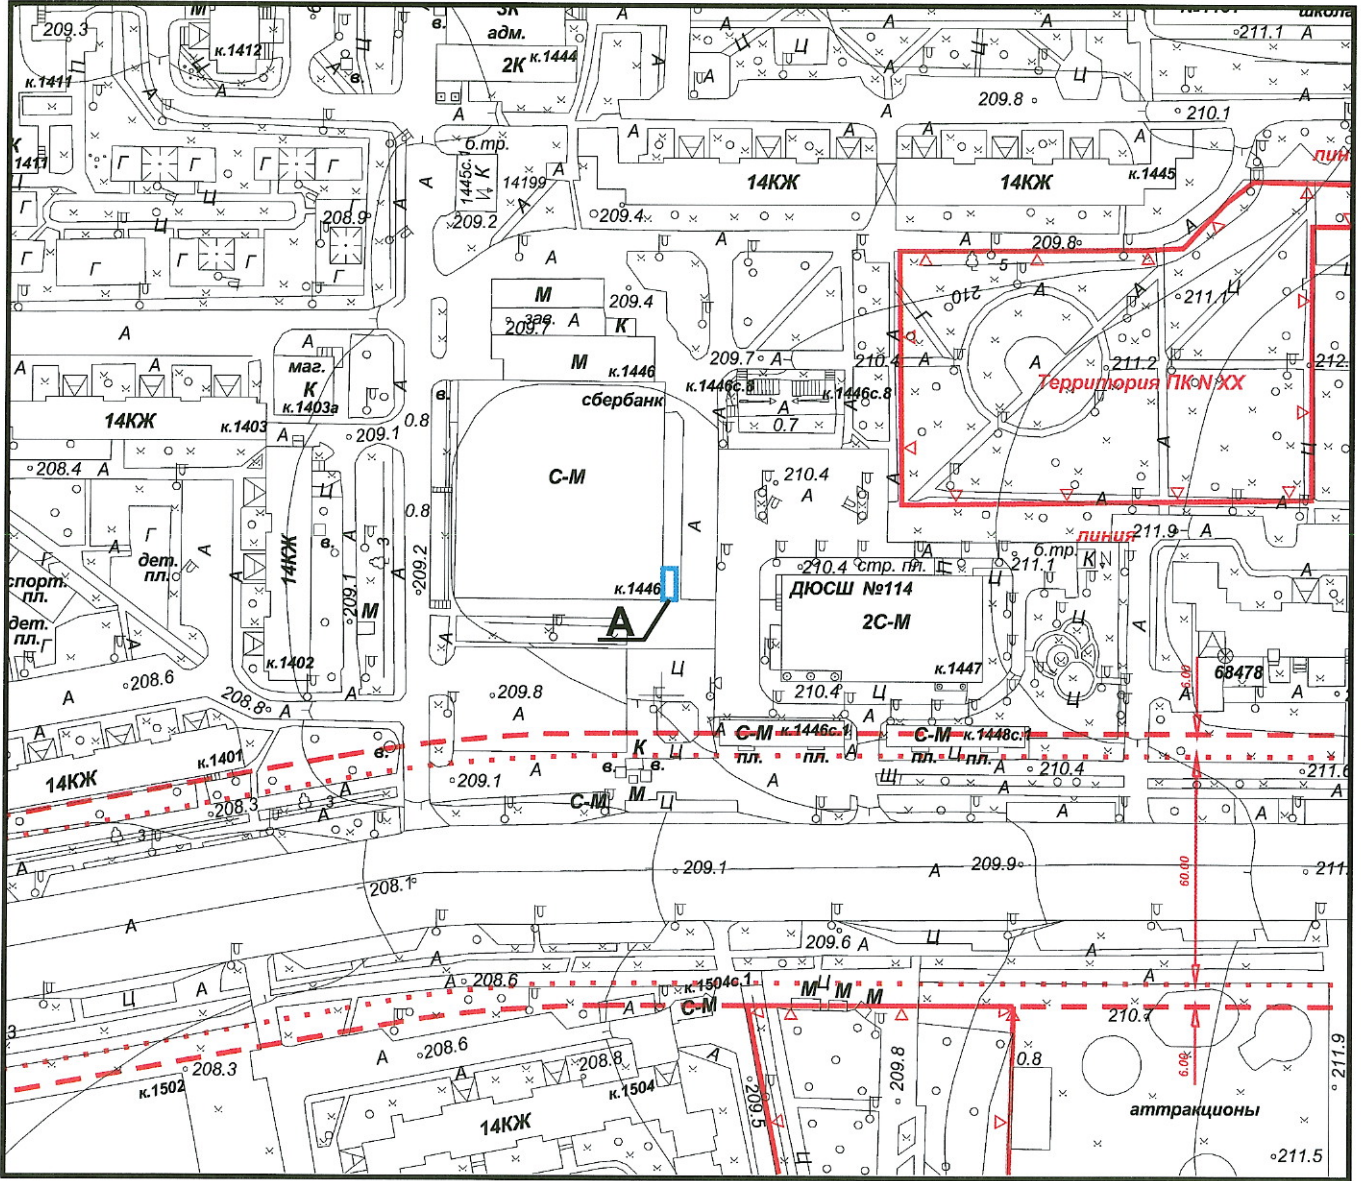 209.3
М
к.1412
Ц
А
в.
ЗК
адм.
2К
к.1444
А
Ц
Ц
Ц
Ц
211.1
А
школа
к.1411
П
А
А
209.8
210.1
А
К
1411
Г
Г
Г
Г
б.тр.
К
1445с.
14199
А
14КЖ
14КЖ
к.1445
лин
Ц
208.9
Г
209.2
209.4
209.8
А
Г
Г
Г
Г
Г
А
М
зав.
209.7
А
К
209.4
5
210
А
211.1
Ц
А
маг.
К
к.1403а
М
к.1446
209.7
А
210.4
А
А
211.2
212.
сбербанк
к.1446с.8
к.1446с.8
Территория ПК N XX
14КЖ
к.1403
А
209.1
0.8
А
0.7
208.4
А
С-М
210.4
А
А
Ц
0.8
Г
дет.
пл.
14КЖ
в.
3
209.1
209.2
спорт.
пл.
дет.
пл.
Г
М
к.1446
А
А
210.4
стр. пл.
П
Ц
211.1
б.тр.
К
линия
211.9
А
ДЮСШ №114
2С-М
Ц
к.1402
к.1447
68478
6.00
208.6
А
208.8
А
А
209.8
А
Ц
210.4
Ц
А
С-М
к.1446с.1
пл.
пл.
С-М
к.1448с.1
пл.
Ц
пл.
14КЖ
к.1401
в.
К
в.
в.
М
Ц
209.1
А
А
Щ
210.4
А
211.6
А
208.3
3
А
С-М
Ц
3
А
208.1
209.1
А
209.9
211.
60.00
А
209.6
А
Ц
А
Ц
А
А
208.6
к.1504с.1
С-М
М
Ц
М
М
210.7
А
3
А
208.6
208.8
А
209.8
0.8
6.00
211.9
208.3
к.1502
к.1504
209.5
аттракционы
14КЖ
Ц
211.5